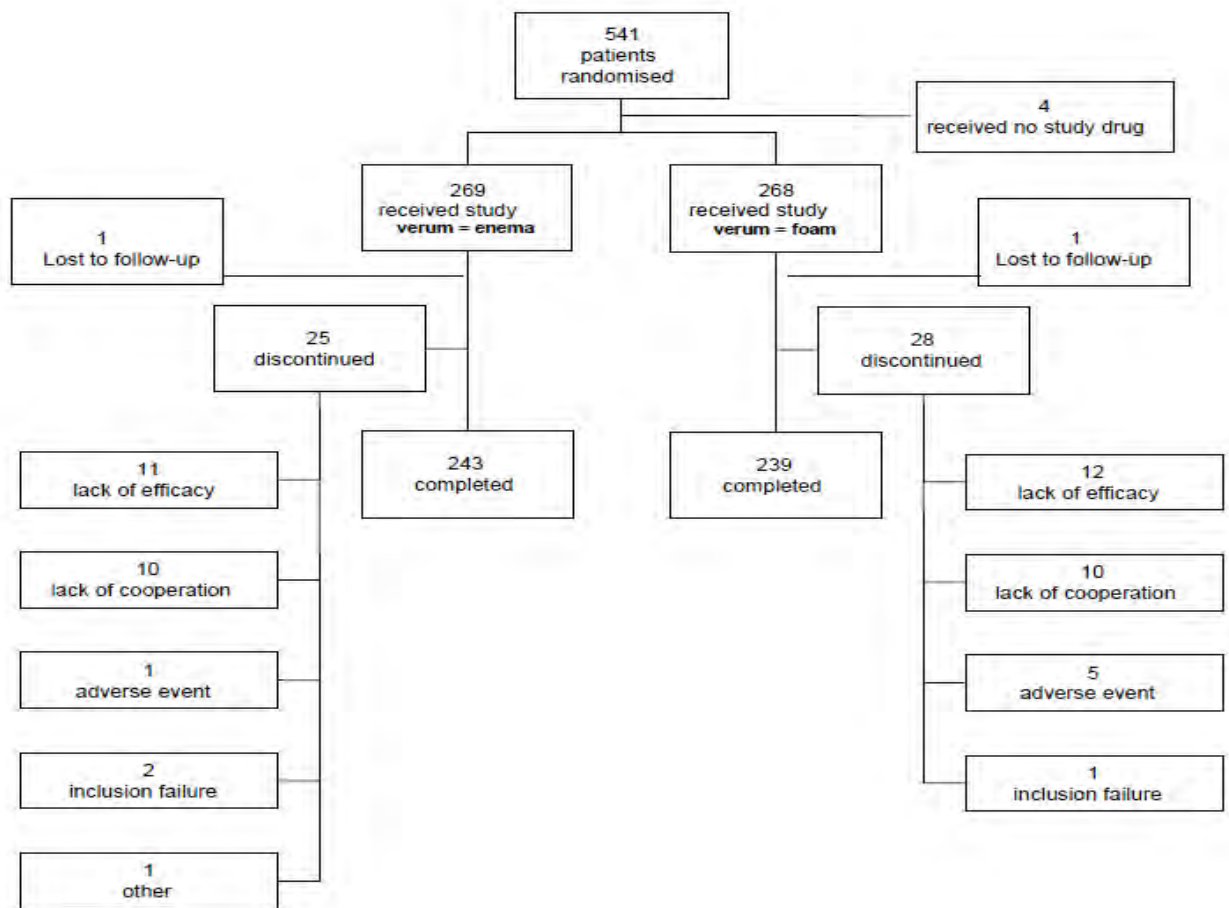 541
patients
randomised
4
received no study drug
269
received study
verum = enema
268
received study
verum = foam
1
Lost to follow-up
1
Lost to follow-up
25
discontinued
28
discontinued
243
completed
239
completed
11
lack of efficacy
10
lack of cooperation
1
adverse event
2
inclusion failure
1
other
12
lack of efficacy
10
lack of cooperation
5
adverse event
1
inclusion failure